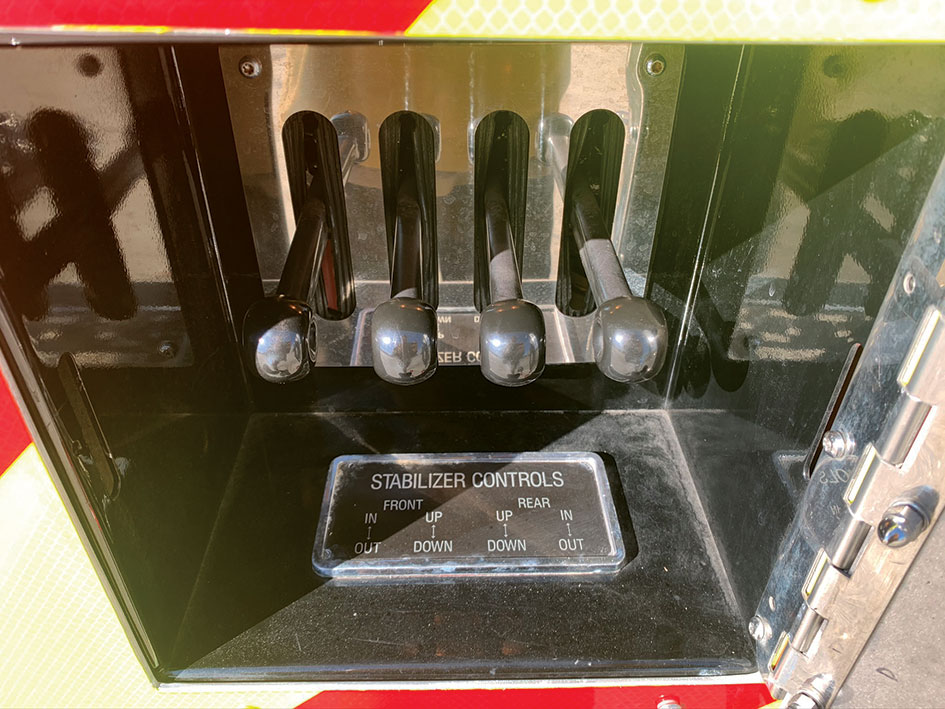 STABILIZER CONTROLS
FRONT REAR
IN UP UP IN
↕ ↕ ↕ ↕
OUT DOWN DOWN OUT